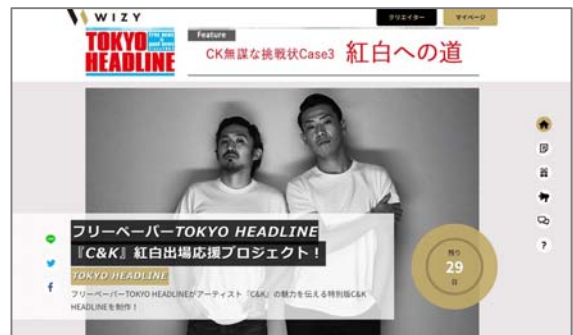 WIZY
クリエイター
マイページ
TOKYO
HEADLINE
Feature
CK無謀な挑戦状Case3 紅白への道
フリーペーパーTOKYO HEADLINE
『C&K』紅白出場応援プロジェクト！
TOKYO HEADLINE
フリーペーパーTOKYO HEADLINEがアーティスト「C&K」の魅力を伝える特別版C&K
HEADLINEを制作！
残り
29
日
?